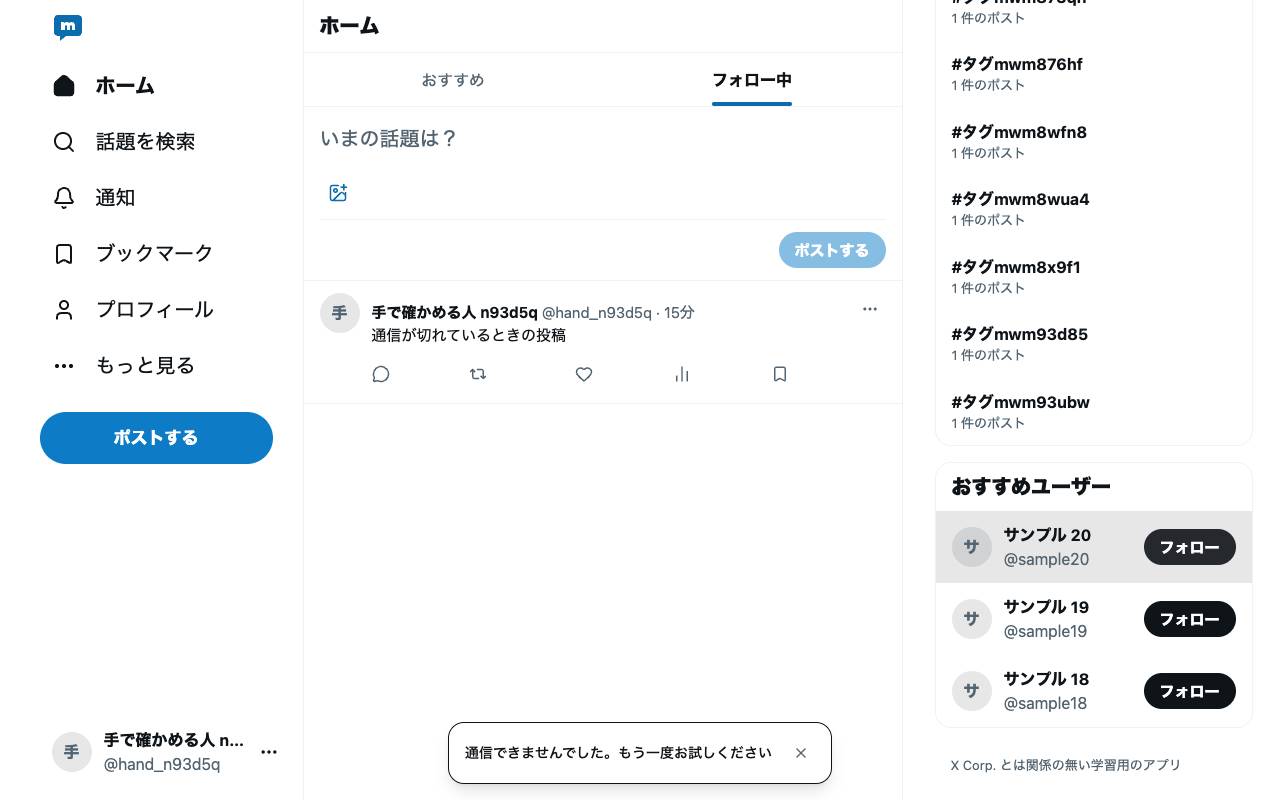 m
ホーム
話題を検索
通知
ブックマーク
プロフィール
もっと見る
ポストする
手で確かめる人 n...
@hand_n93d5q
ホーム
おすすめ
フォロー中
いまの話題は？
ポストする
手
手で確かめる人 n93d5q @hand_n93d5q · 15分
通信が切れているときの投稿
通信できませんでした。もう一度お試しください
1 件のポスト
#タグmwm876hf
1 件のポスト
#タグmwm8wfn8
1 件のポスト
#タグmwm8wua4
1 件のポスト
#タグmwm8x9f1
1 件のポスト
#タグmwm93d85
1 件のポスト
#タグmwm93ubw
1 件のポスト
おすすめユーザー
サ
サンプル 20
@sample20
フォロー
サ
サンプル 19
@sample19
フォロー
サ
サンプル 18
@sample18
フォロー
X Corp. とは関係の無い学習用のアプリ
手